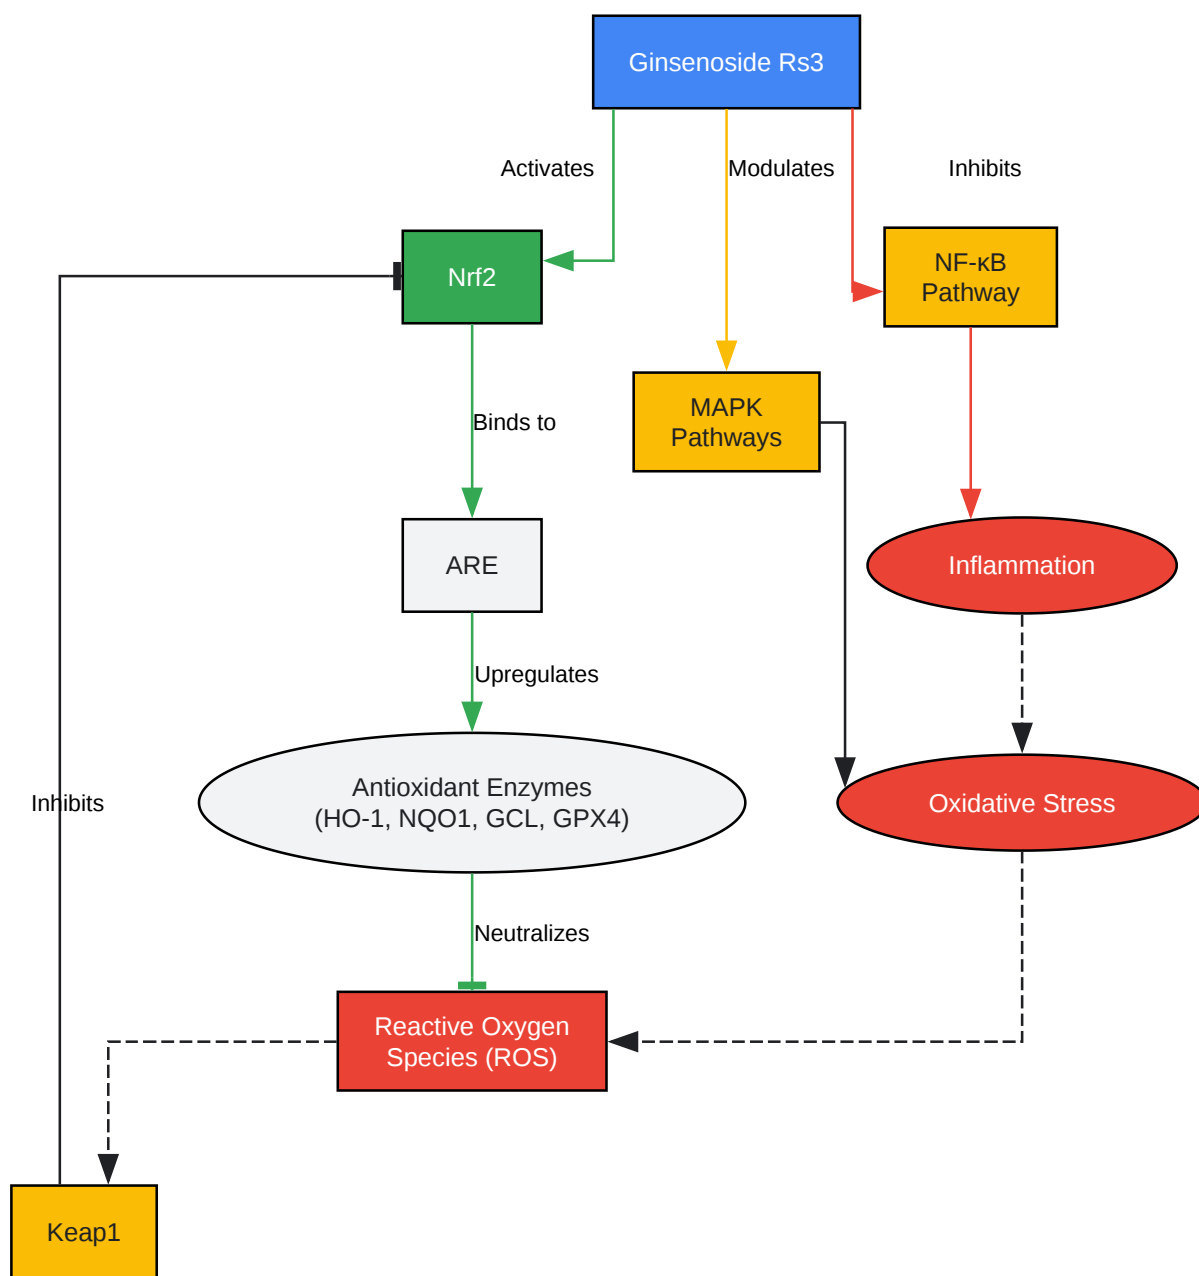 Ginsenoside Rs3
Activates
Modulates
Inhibits
Nrf2
NF-κB
Pathway
MAPK
Pathways
Binds to
ARE
Inflammation
Upregulates
Antioxidant Enzymes
(HO-1, NQO1, GCL, GPX4)
Inhibits
Oxidative Stress
Neutralizes
Reactive Oxygen
Species (ROS)
Keap1